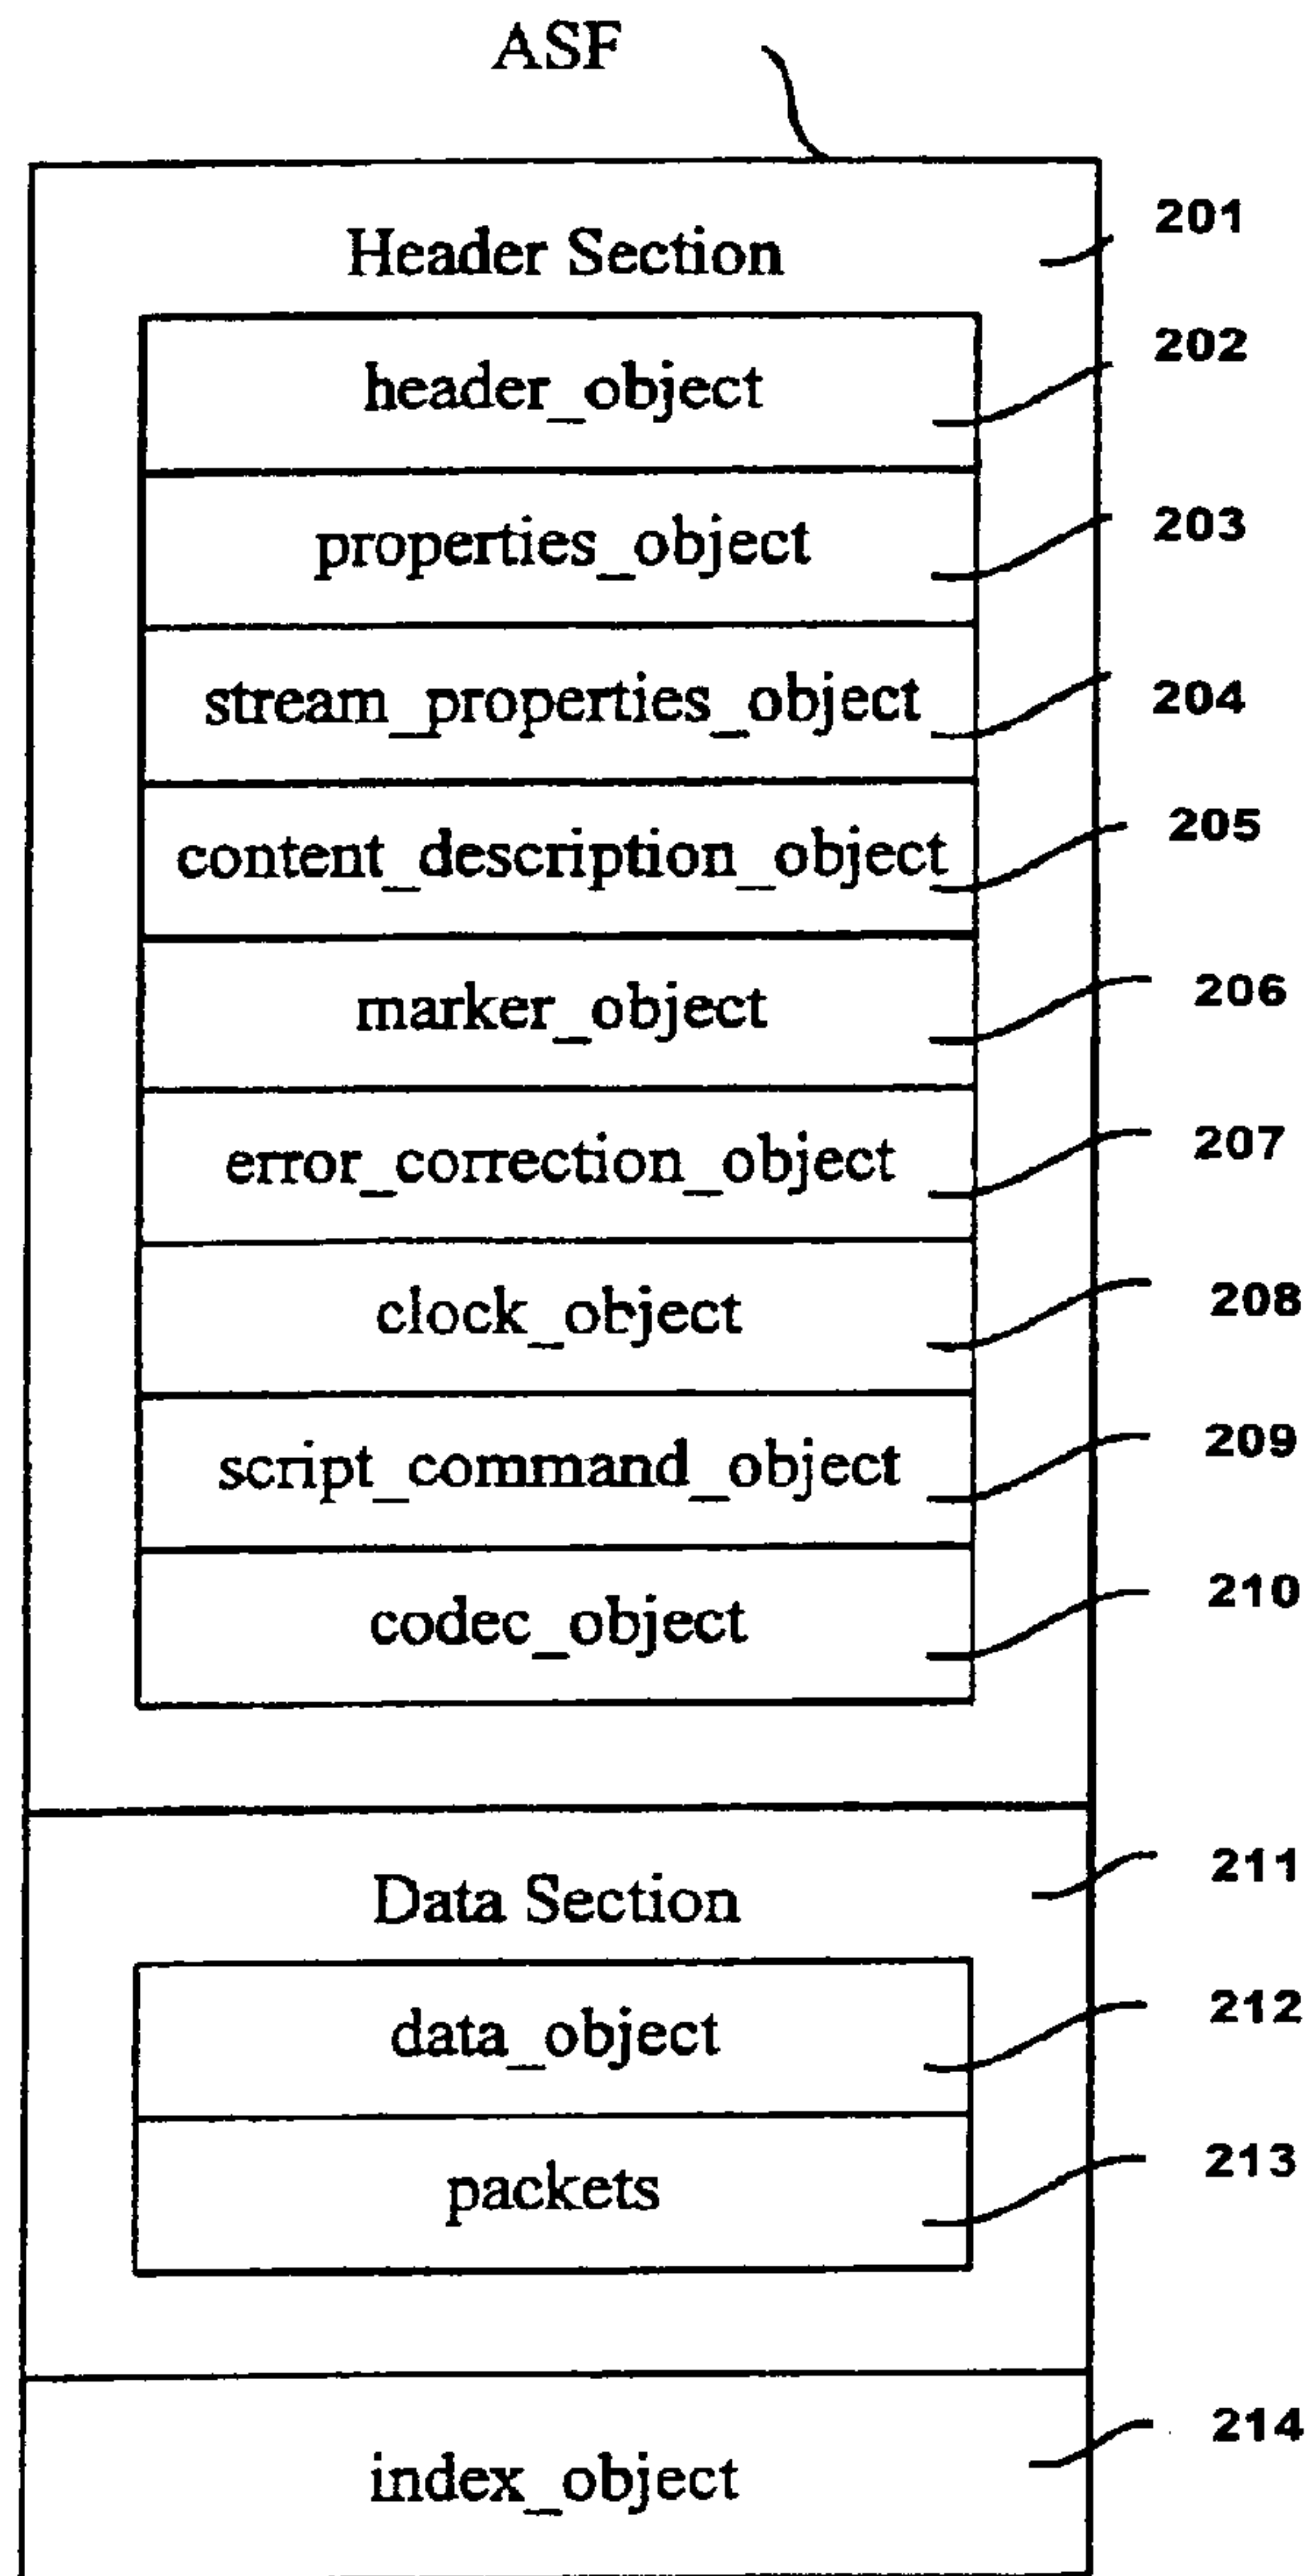 ASF
Header Section
201
header_object
202
properties_object
203
stream_properties_object
204
content_description_object
205
marker_object
206
error_correction_object
207
clock_object
208
script_command_object
209
codec_object
210
Data Section
211
data_object
212
packets
213
index_object
214